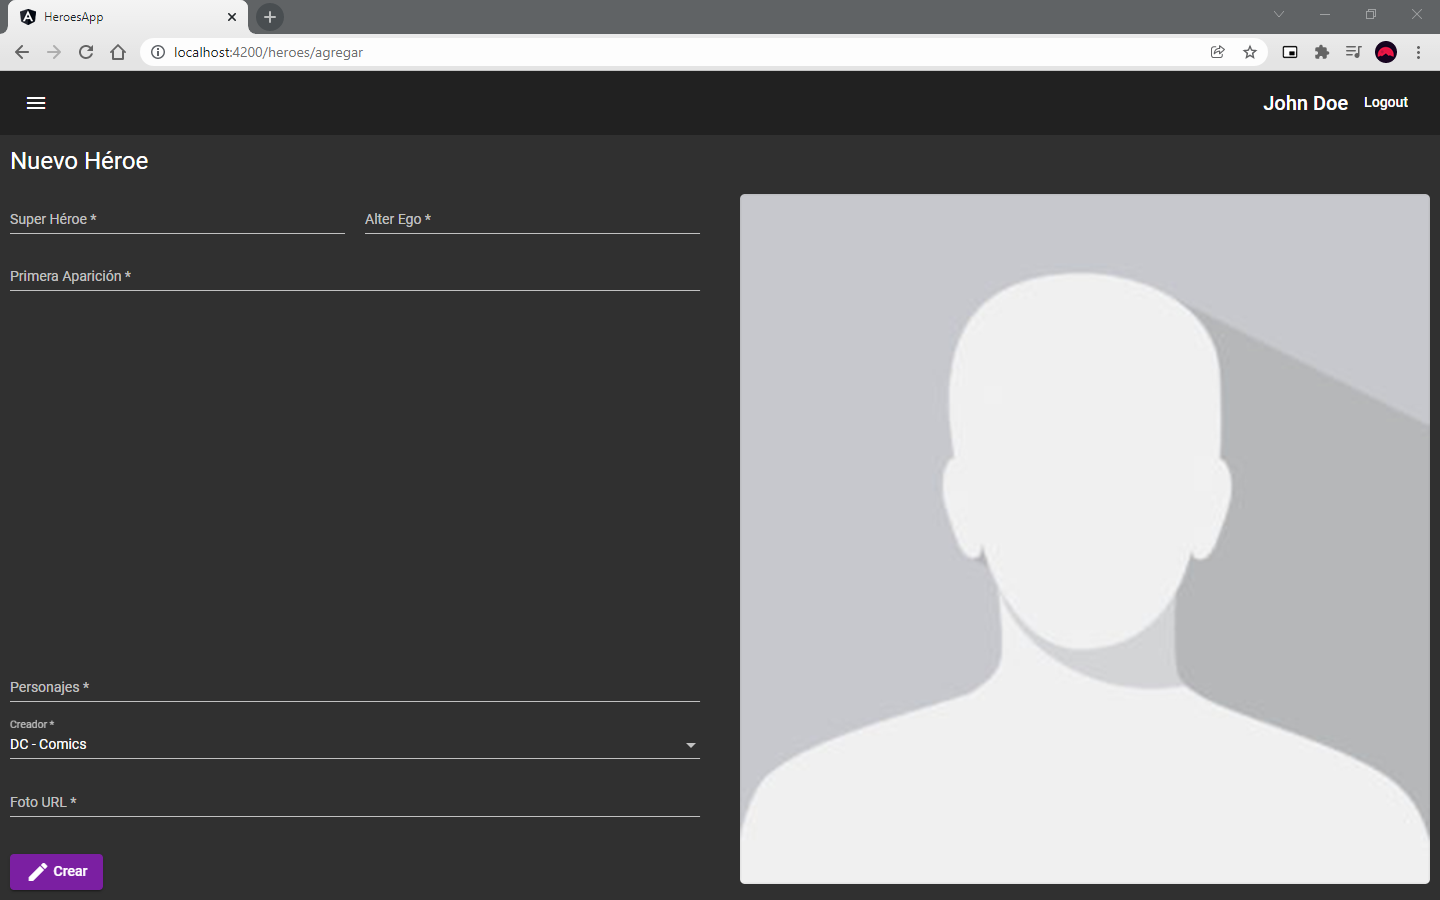 HeroesApp
localhost:4200/heroes/agregar
John Doe Logout
Nuevo Héroe
Super Héroe * Alter Ego *
Primera Aparición *
Personajes *
Creador *
DC - Comics
Foto URL *
Crear